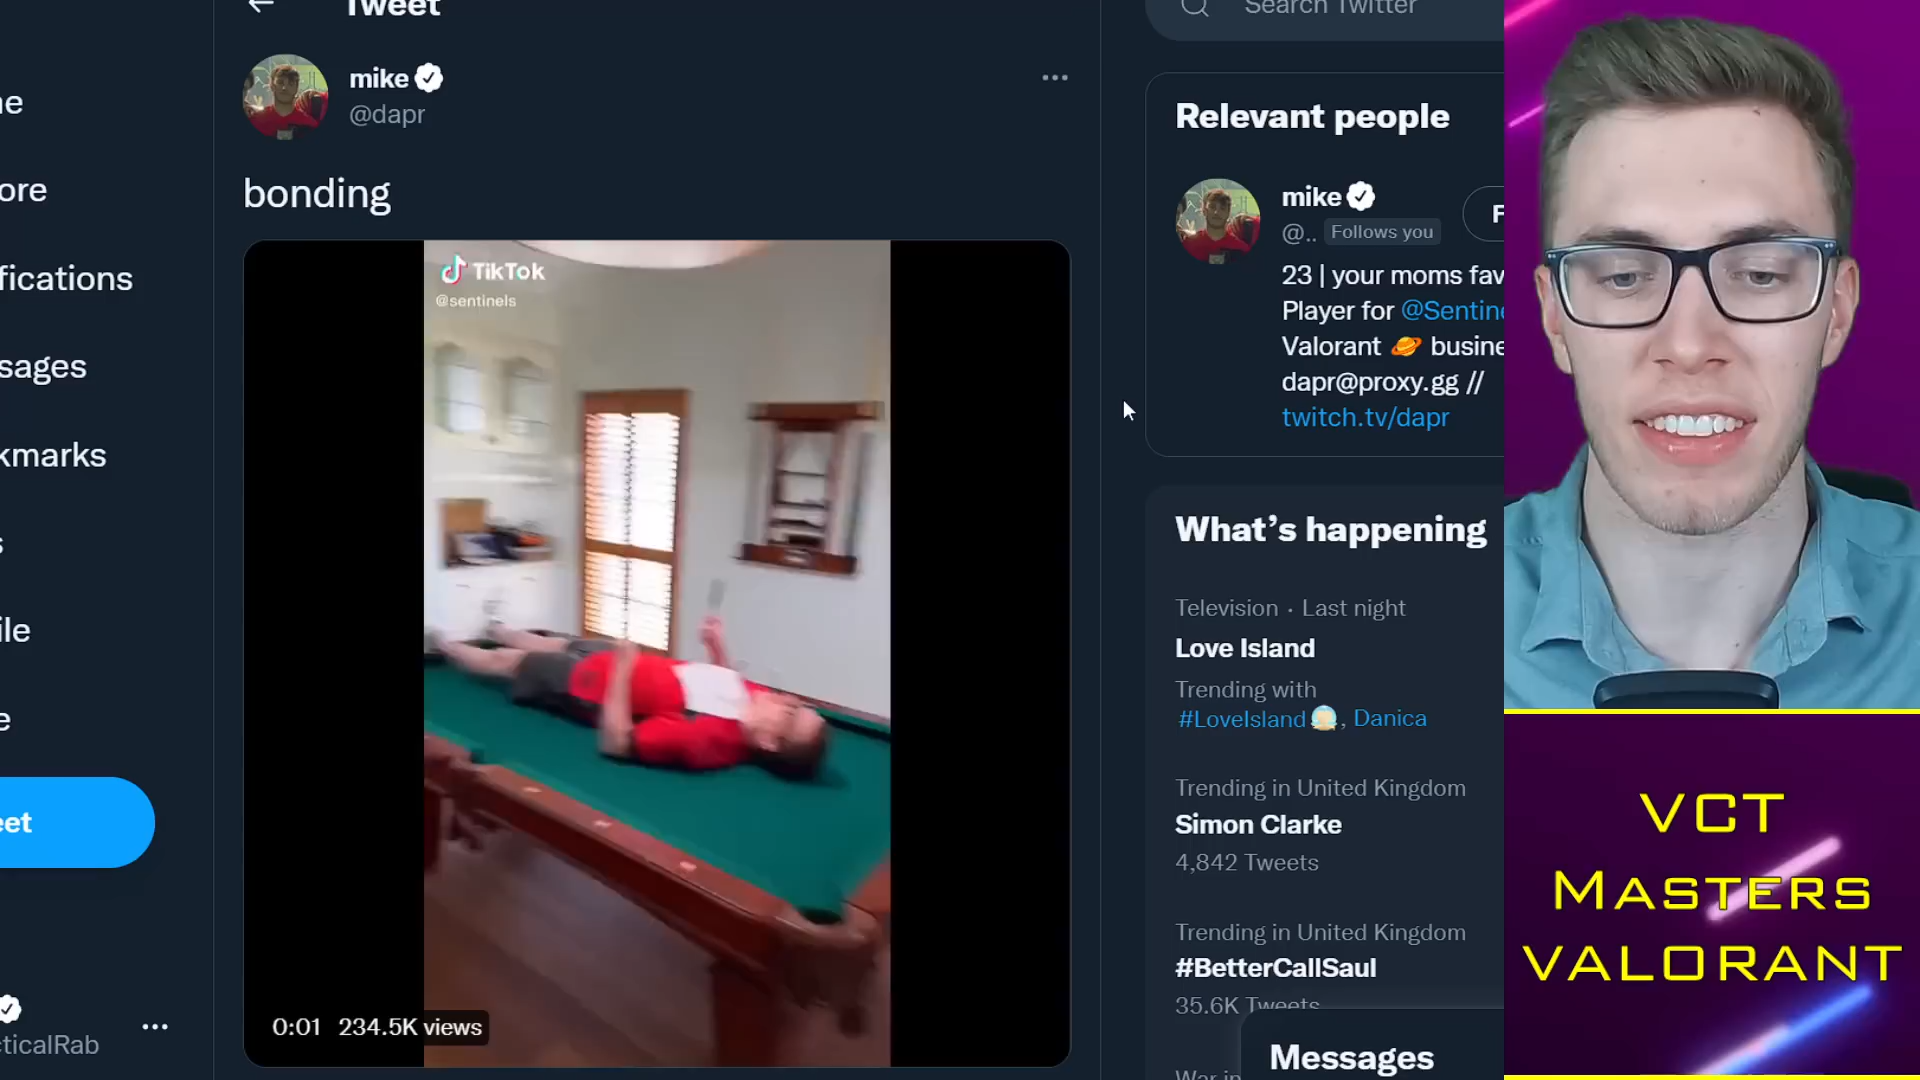 Tweet
Search Twitter
mike
@dapr
bonding
TikTok
@sentinels
0:01 234.5K views
ne
ore
fications
sages
kmarks
s
ile
e
eet
cticalRab
Relevant people
mike
@.. Follows you
F
23 | your moms fav
Player for @Sentine
Valorant 🪐 busine
dapr@proxy.gg //
twitch.tv/dapr
What's happening
Television · Last night
Love Island
Trending with
#LoveIsland, Danica
Trending in United Kingdom
Simon Clarke
4,842 Tweets
Trending in United Kingdom
#BetterCallSaul
35.6K Tweets
War in
Messages
VCT
MASTERS
VALORANT